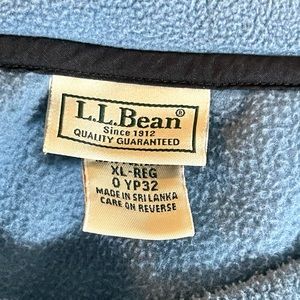 L.L.Bean®
Since 1912
QUALITY GUARANTEED
XL-REG
0 YP32
MADE IN SRI LANKA
CARE ON REVERSE